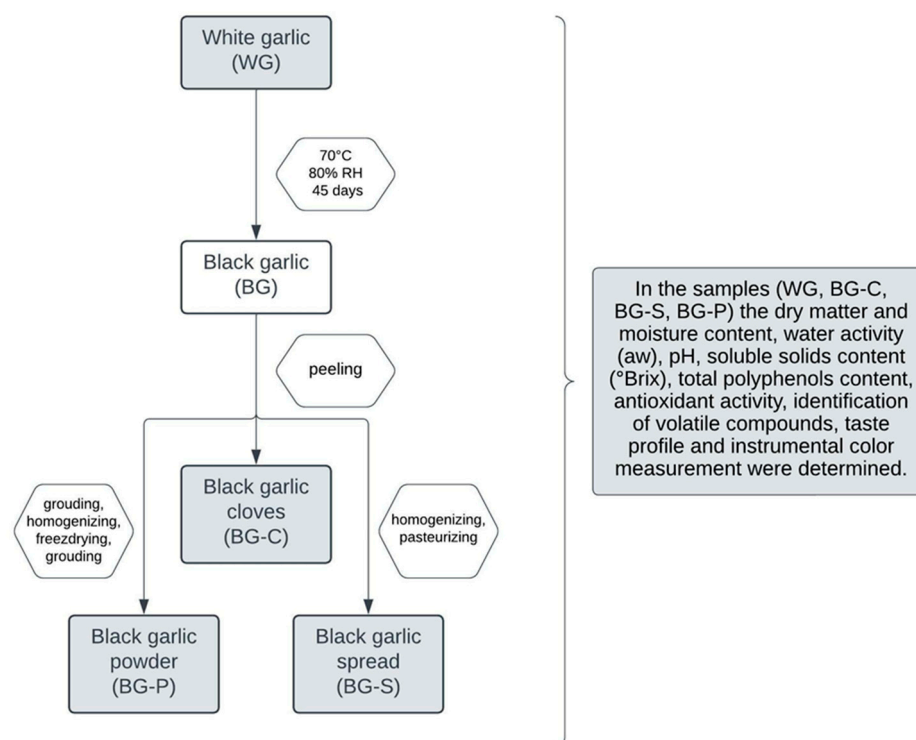 White garlic
(WG)
70°C
80% RH
45 days
Black garlic
(BG)
peeling
Black garlic
cloves
(BG-C)
grouding,
homogenizing,
freezdrying,
grouding
homogenizing,
pasteurizing
Black garlic
powder
(BG-P)
Black garlic
spread
(BG-S)
In the samples (WG, BG-C,
BG-S, BG-P) the dry matter and
moisture content, water activity
(aw), pH, soluble solids content
(°Brix), total polyphenols content,
antioxidant activity, identification
of volatile compounds, taste
profile and instrumental color
measurement were determined.